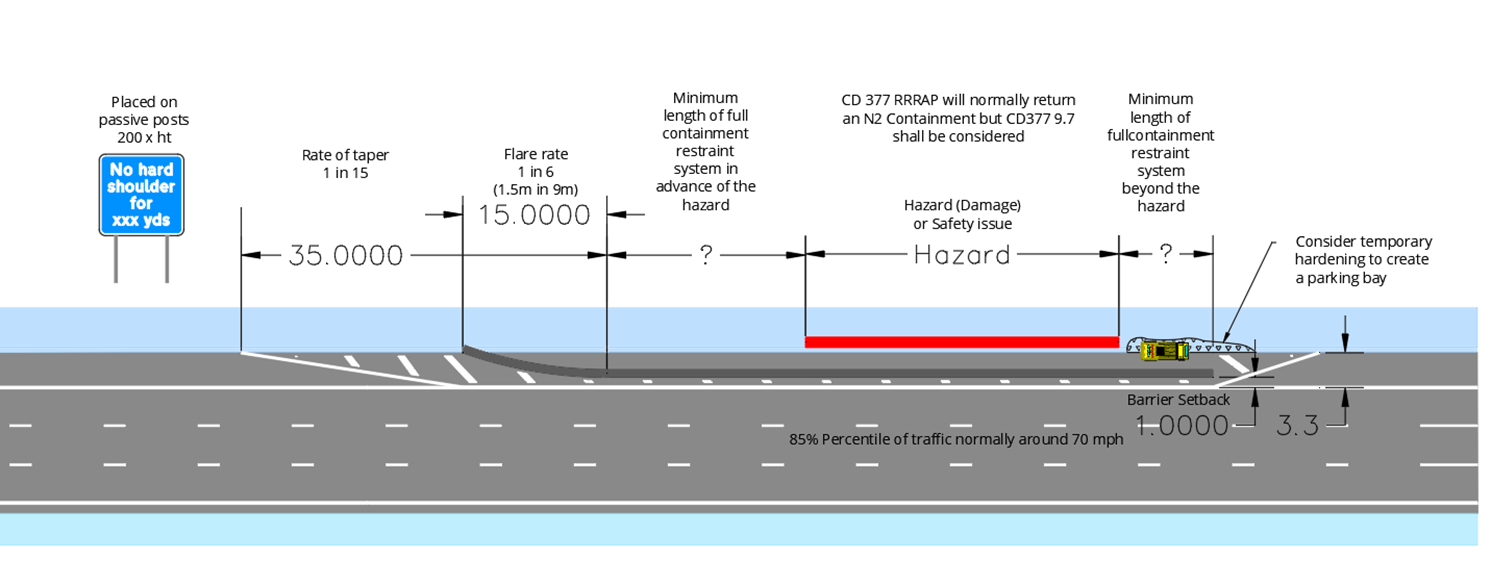 Placed on
passive posts
200 x ht
No hard
shoulder
for
xxx yds
Rate of taper
1 in 15
35.0000
Flare rate
1 in 6
(1.5m in 9m)
15.0000
Minimum
length of full
containment
restraint
system in
advance of the
hazard
?
CD 377 RRRAP will normally return
an N2 Containment but CD377 9.7
shall be considered
Hazard (Damage)
or Safety issue
Hazard
Minimum
length of
fullcontainment
restraint
system
beyond the
hazard
?
Consider temporary
hardening to create
a parking bay
Barrier Setback
1.0000
3.3
85% Percentile of traffic normally around 70 mph